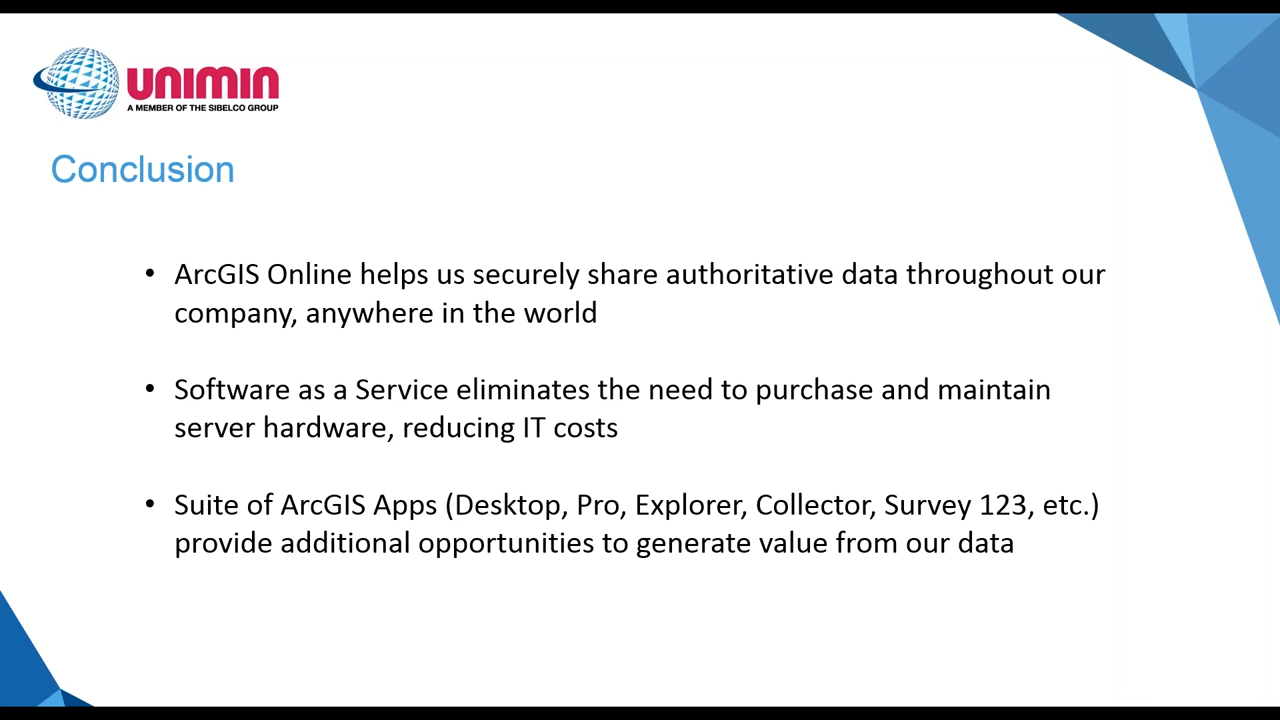 UNIMIN
A MEMBER OF THE SIBELCO GROUP
Conclusion
• ArcGIS Online helps us securely share authoritative data throughout our
company, anywhere in the world
• Software as a Service eliminates the need to purchase and maintain
server hardware, reducing IT costs
• Suite of ArcGIS Apps (Desktop, Pro, Explorer, Collector, Survey 123, etc.)
provide additional opportunities to generate value from our data